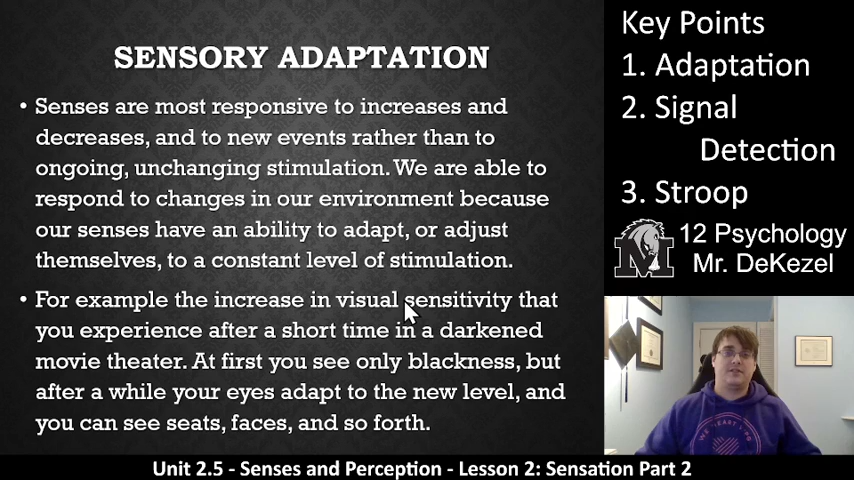 SENSORY ADAPTATION
• Senses are most responsive to increases and
decreases, and to new events rather than to
ongoing, unchanging stimulation. We are able to
respond to changes in our environment because
our senses have an ability to adapt, or adjust
themselves, to a constant level of stimulation.
• For example the increase in visual sensitivity that
you experience after a short time in a darkened
movie theater. At first you see only blackness, but
after a while your eyes adapt to the new level, and
you can see seats, faces, and so forth.
Key Points
1. Adaptation
2. Signal
Detection
3. Stroop
M
12 Psychology
Mr. DeKezel
WE HEART
Unit 2.5 - Senses and Perception - Lesson 2: Sensation Part 2